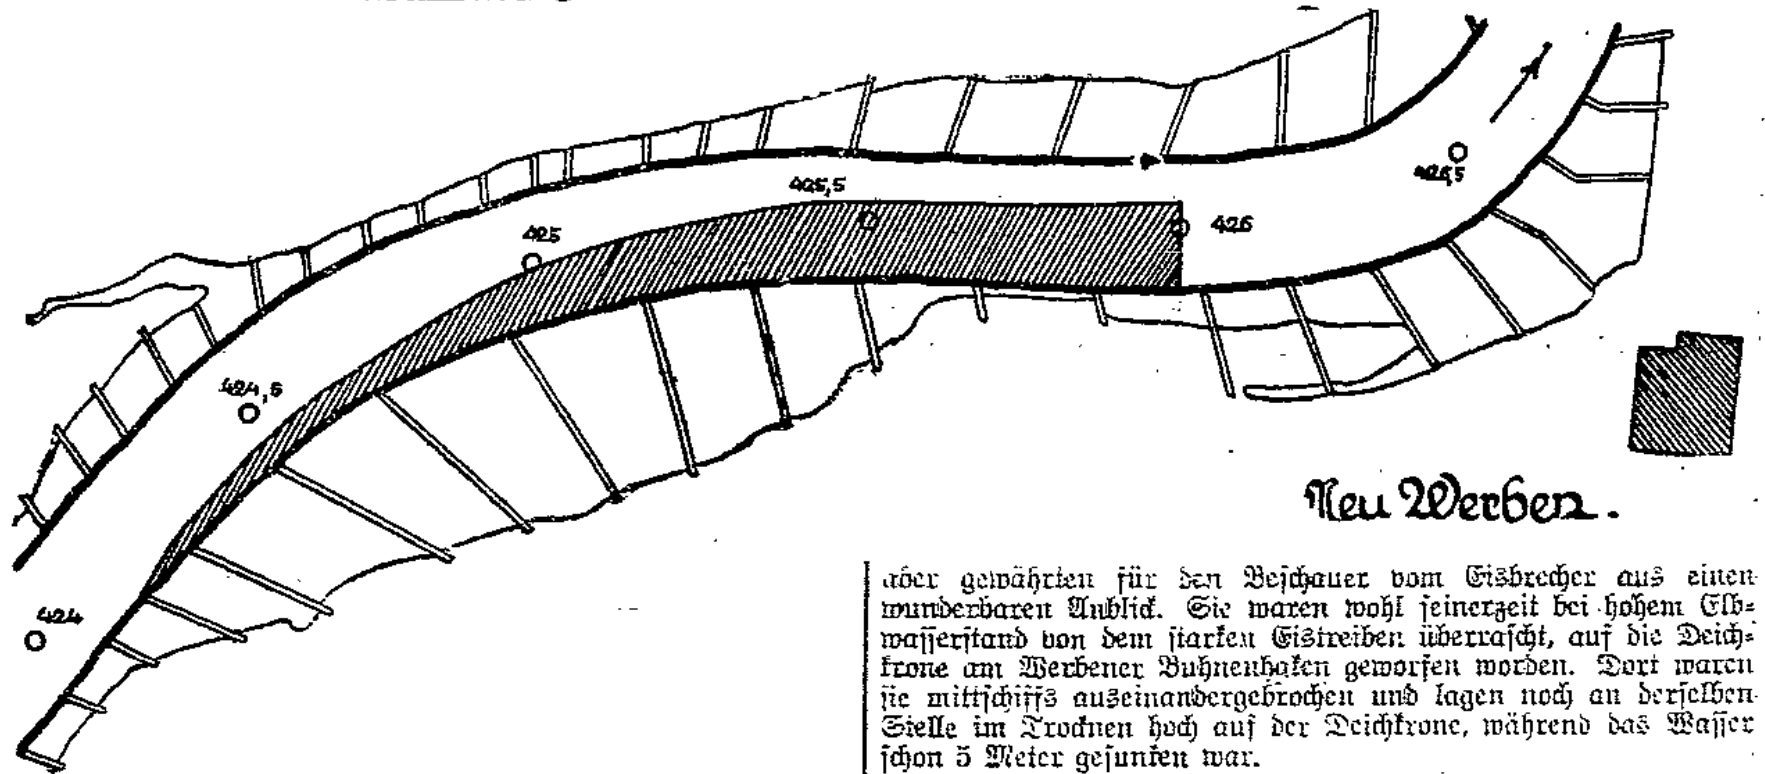 425,5
426,5
426
425
424,5
Neu Werben.
424
aber gewährten für den Beschauer vom Eisbrecher aus einen
wunderbaren Anblick. Sie waren wohl seinerzeit bei hohem Elb-
wasserstand von dem starken Eistreiben überrascht, auf die Deich-
krone am Werbener Buhnenhaken geworfen worden. Dort waren
sie mittschiffs auseinandergebrochen und lagen noch an derselben
Stelle im Trocknen hoch auf der Deichkrone, während das Wasser
schon 5 Meter gesunken war.